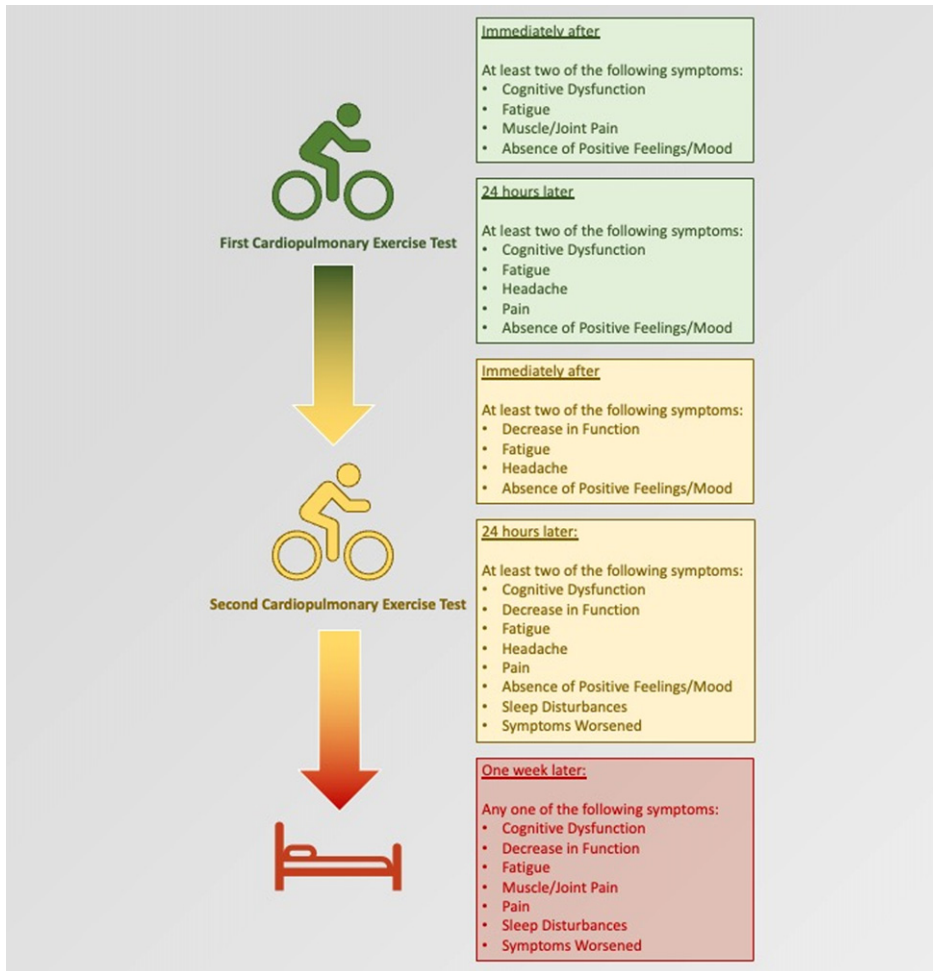 Immediately after
At least two of the following symptoms:
• Cognitive Dysfunction
• Fatigue
• Muscle/Joint Pain
• Absence of Positive Feelings/Mood
First Cardiopulmonary Exercise Test
24 hours later
At least two of the following symptoms:
• Cognitive Dysfunction
• Fatigue
• Headache
• Pain
• Absence of Positive Feelings/Mood
Immediately after
At least two of the following symptoms:
• Decrease in Function
• Fatigue
• Headache
• Absence of Positive Feelings/Mood
Second Cardiopulmonary Exercise Test
24 hours later:
At least two of the following symptoms:
• Cognitive Dysfunction
• Decrease in Function
• Fatigue
• Headache
• Pain
• Absence of Positive Feelings/Mood
• Sleep Disturbances
• Symptoms Worsened
One week later:
Any one of the following symptoms:
• Cognitive Dysfunction
• Decrease in Function
• Fatigue
• Muscle/Joint Pain
• Pain
• Sleep Disturbances
• Symptoms Worsened